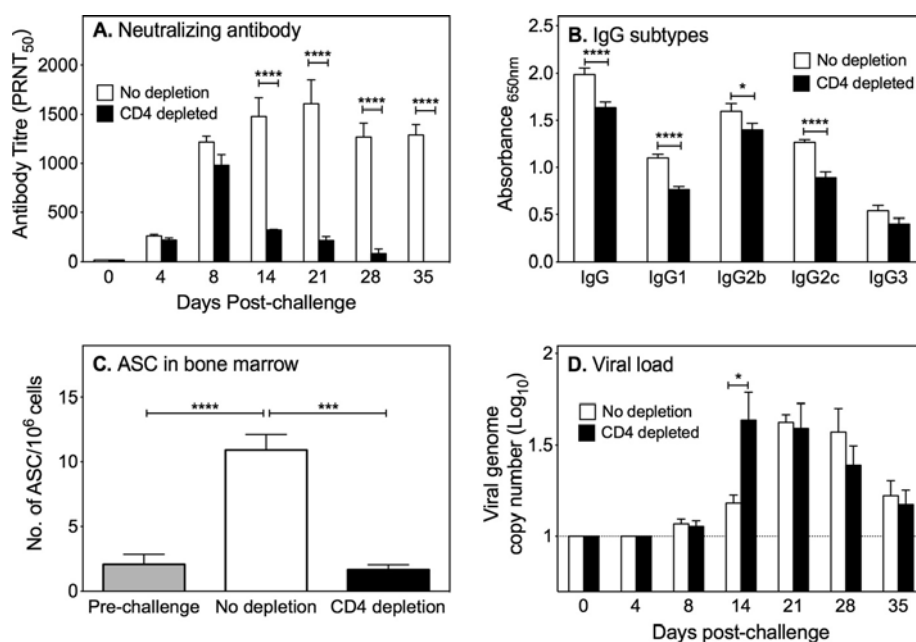 A. Neutralizing antibody
Antibody Titre (PRNT50)
2000
1500
1000
500
0
No depletion
CD4 depleted
****
****
****
****
0 4 8 14 21 28 35
Days Post-challenge
B. IgG subtypes
Absorbance 650nm
2.5
2.0
1.5
1.0
0.5
0.0
No depletion
CD4 depleted
****
****
*
****
IgG IgG1 IgG2b IgG2c IgG3
C. ASC in bone marrow
No. of ASC/10⁶ cells
15
10
5
0
**** ***
Pre-challenge No depletion CD4 depletion
D. Viral load
Viral genome
copy number (Log10)
2
1.5
1
No depletion
CD4 depleted
*
0 4 8 14 21 28 35
Days post-challenge